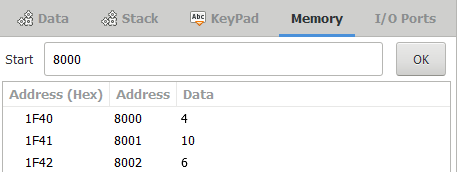 Data Stack Abc KeyPad Memory I/O Ports
Start 8000 OK
Address (Hex) Address Data
1F40 8000 4
1F41 8001 10
1F42 8002 6